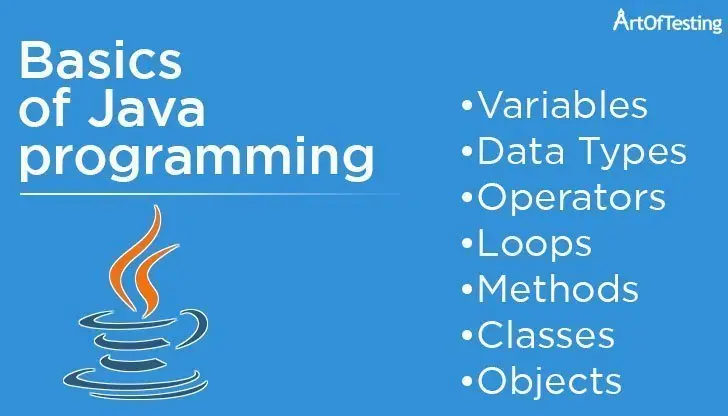 ArtOfTesting
Basics
of Java
programming
•Variables
•Data Types
•Operators
•Loops
•Methods
•Classes
•Objects